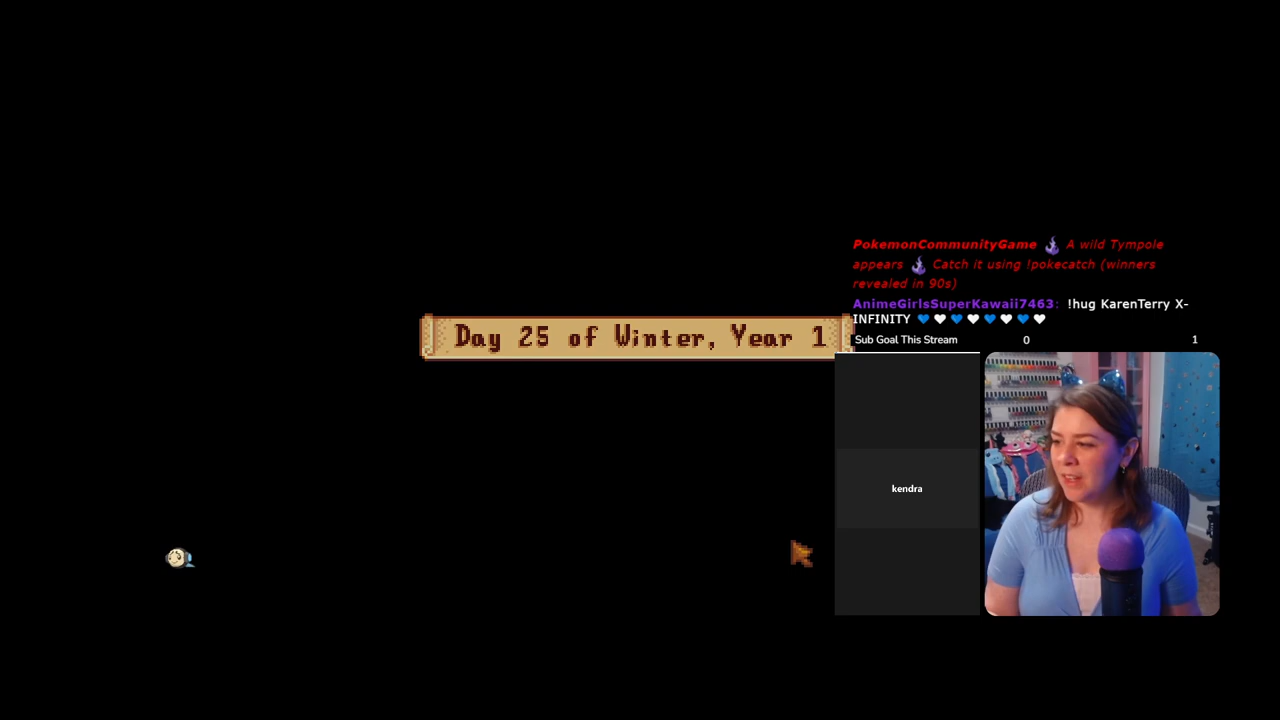 PokemonCommunityGame A wild Tympole
appears Catch it using !pokecatch (winners
revealed in 90s)
AnimeGirlsSuperKawaii7463: !hug KarenTerry X-
INFINITY 💙 🤍 💙 🤍 💙 🤍 💙 🤍
Day 25 of Winter, Year 1
Sub Goal This Stream 0 1
kendra